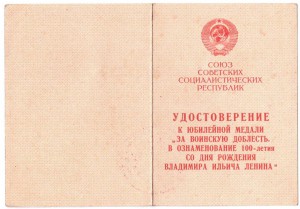 СОЮЗ
СОВЕТСКИХ
СОЦИАЛИСТИЧЕСКИХ
РЕСПУБЛИК
УДОСТОВЕРЕНИЕ
К ЮБИЛЕЙНОЙ МЕДАЛИ
„ЗА ВОИНСКУЮ ДОБЛЕСТЬ.
В ОЗНАМЕНОВАНИЕ 100-летия
СО ДНЯ РОЖДЕНИЯ
ВЛАДИМИРА ИЛЬИЧА ЛЕНИНА“